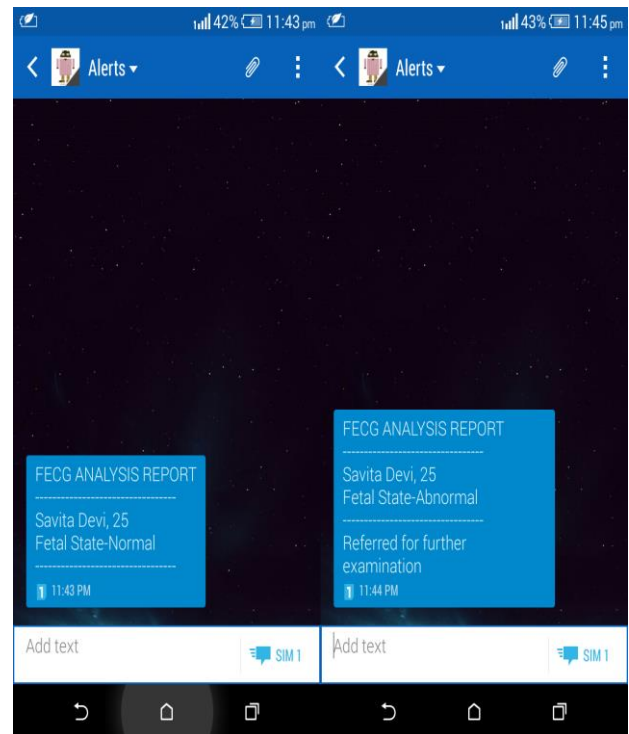 42% 11:43 pm
Alerts
FECG ANALYSIS REPORT
--------------------------------
Savita Devi, 25
Fetal State-Normal
--------------------------------
1 11:43 PM
Add text
SIM 1
43% 11:45 pm
Alerts
FECG ANALYSIS REPORT
--------------------------------
Savita Devi, 25
Fetal State-Abnormal
--------------------------------
Referred for further
examination
1 11:44 PM
Add text
SIM 1